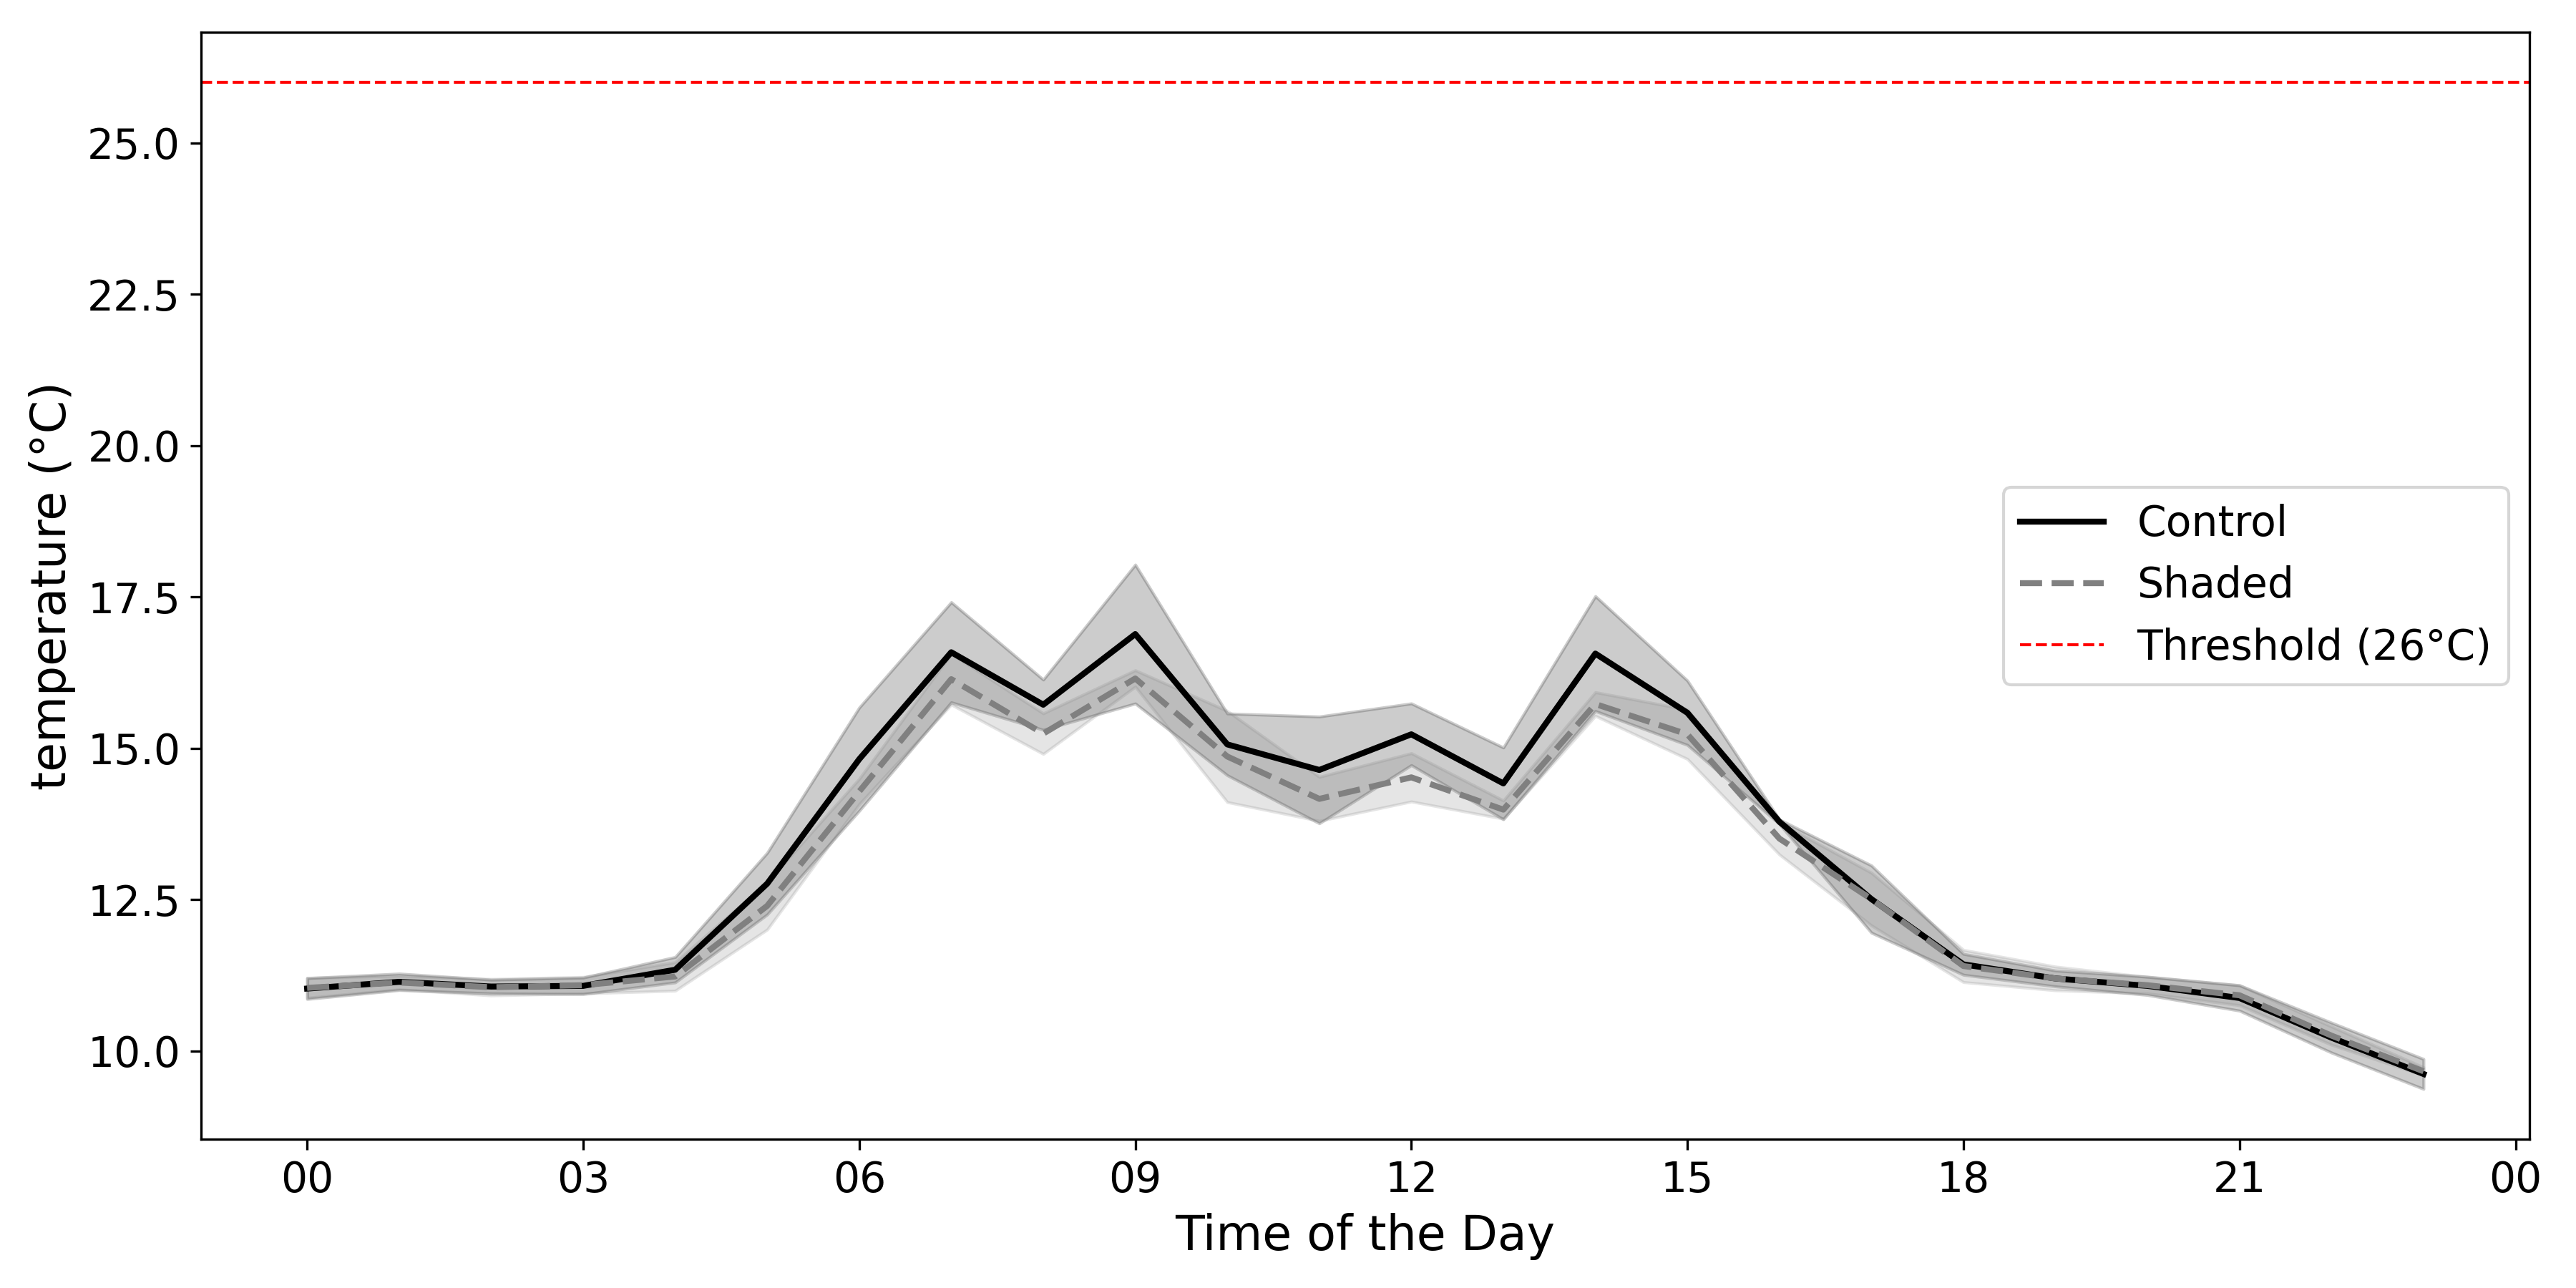 25.0
22.5
20.0
17.5
15.0
12.5
10.0
temperature (°C)
Control
Shaded
Threshold (26°C)
00 03 06 09 12 15 18 21 00
Time of the Day